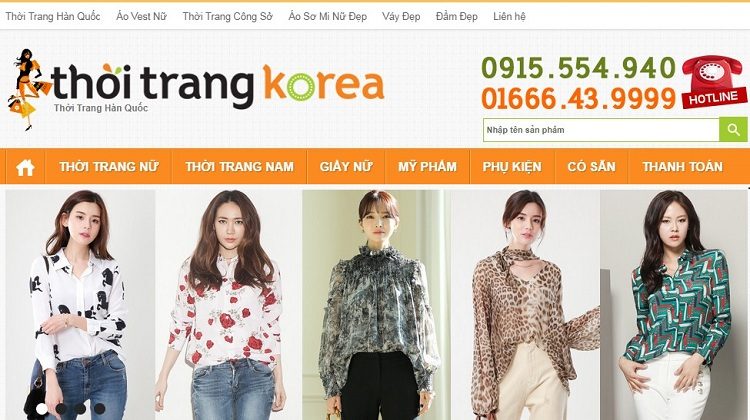 Thời Trang Hàn Quốc Áo Vest Nữ Thời Trang Công Sở Áo Sơ Mi Nữ Đẹp Váy Đẹp Đầm Đẹp Liên hệ
thời trang korea
Thời Trang Hàn Quốc
0915.554.940
01666.43.9999
HOTLINE
Nhập tên sản phẩm
THỜI TRANG NỮ THỜI TRANG NAM GIẦY NỮ MỸ PHẨM PHỤ KIỆN CÓ SẴN THANH TOÁN